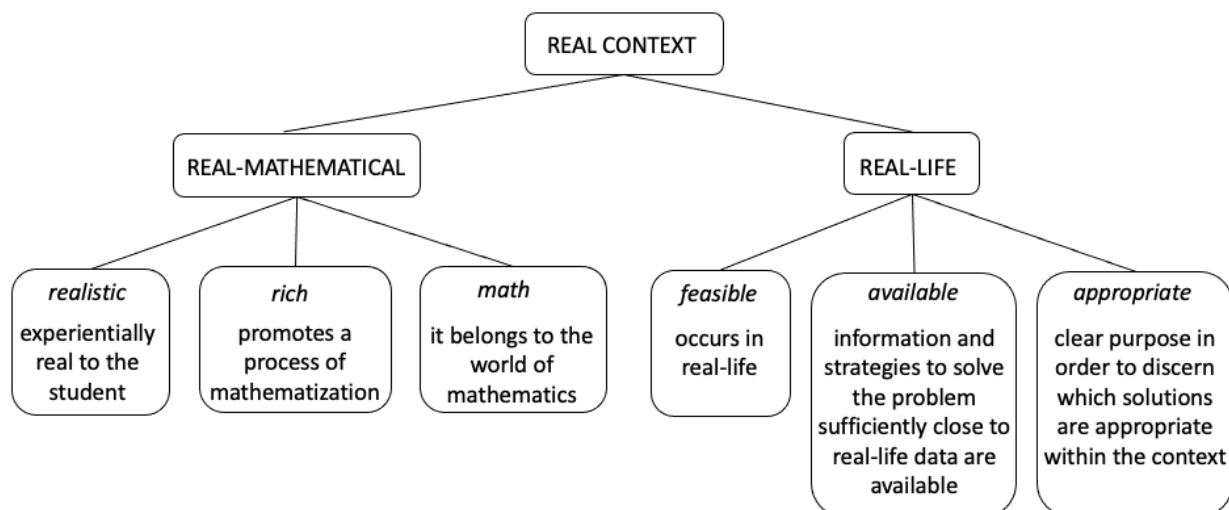 REAL CONTEXT
REAL-MATHEMATICAL
REAL-LIFE
realistic
experientially
real to the
student
rich
promotes a
process of
mathematization
math
it belongs to the
world of
mathematics
feasible
occurs in
real-life
available
information and
strategies to solve
the problem
sufficiently close to
real-life data are
available
appropriate
clear purpose in
order to discern
which solutions
are appropriate
within the context